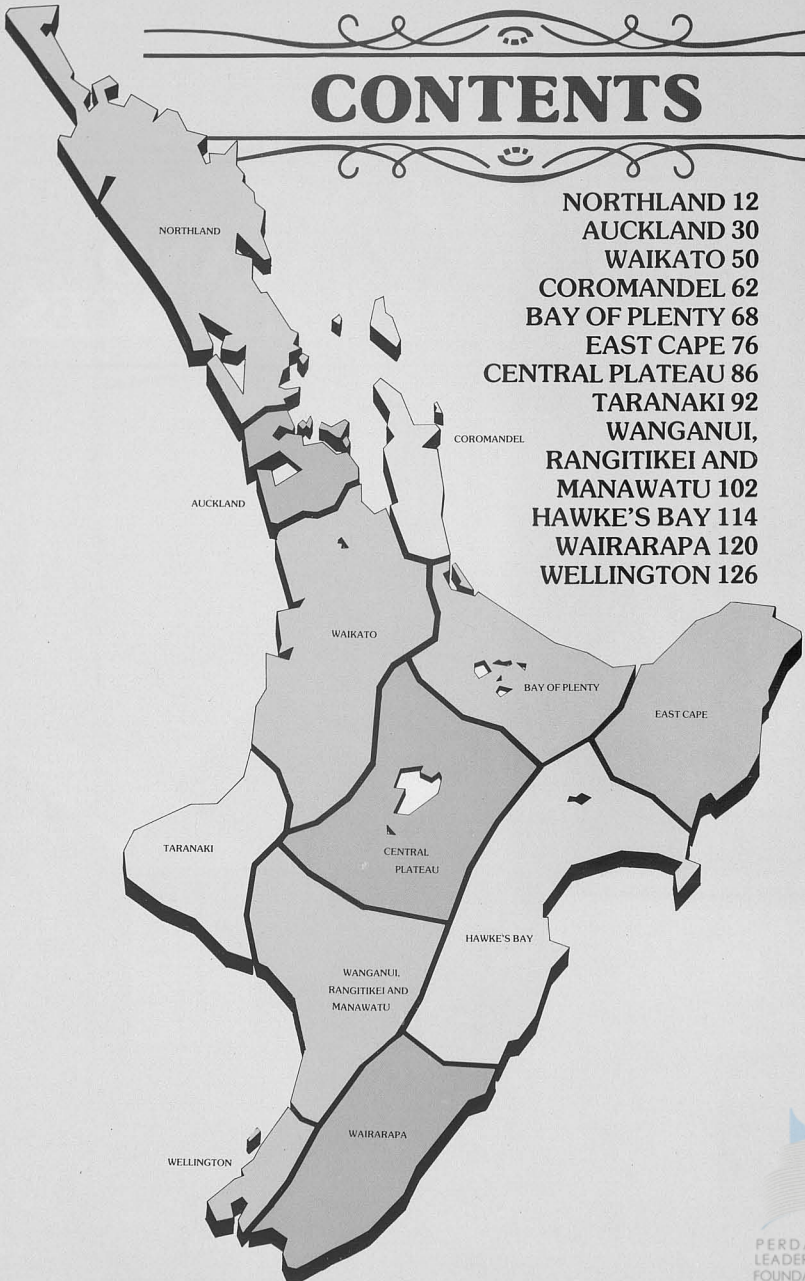 CONTENTS
NORTHLAND 12
AUCKLAND 30
WAIKATO 50
COROMANDEL 62
BAY OF PLENTY 68
EAST CAPE 76
CENTRAL PLATEAU 86
TARANAKI 92
WANGANUI,
RANGITIKEI AND
MANAWATU 102
HAWKE'S BAY 114
WAIRARAPA 120
WELLINGTON 126
NORTHLAND
COROMANDEL
AUCKLAND
WAIKATO
BAY OF PLENTY
EAST CAPE
TARANAKI
CENTRAL
PLATEAU
HAWKE'S BAY
WANGANUI,
RANGITIKEI AND
MANAWATU
WAIRARAPA
WELLINGTON
LEADER